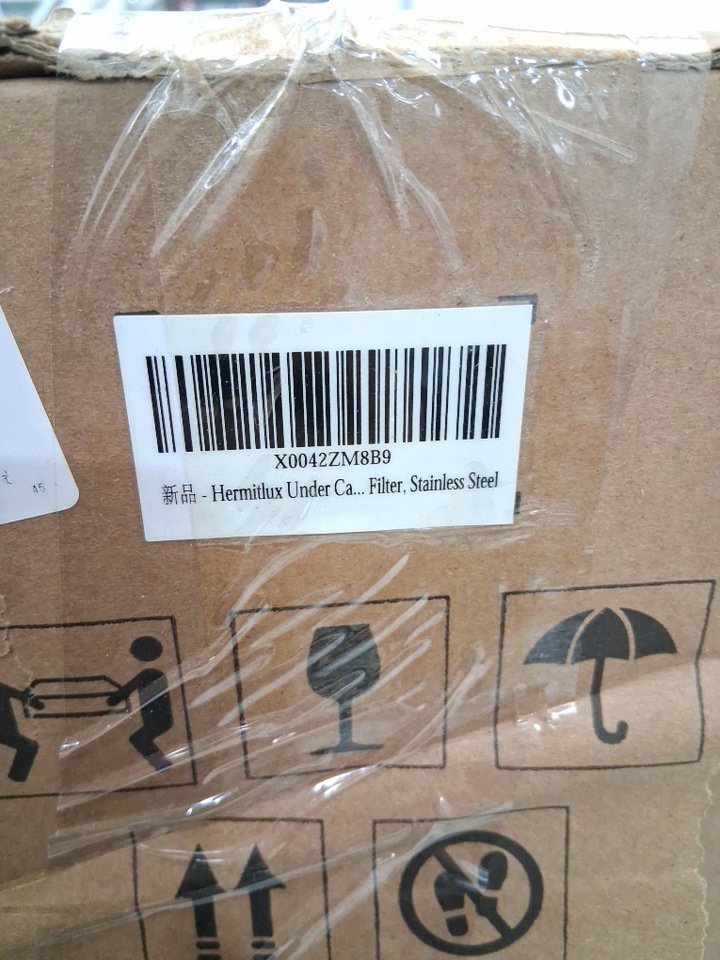 X0042ZM8B9
新品 - Hermitlux Under Ca... Filter, Stainless Steel